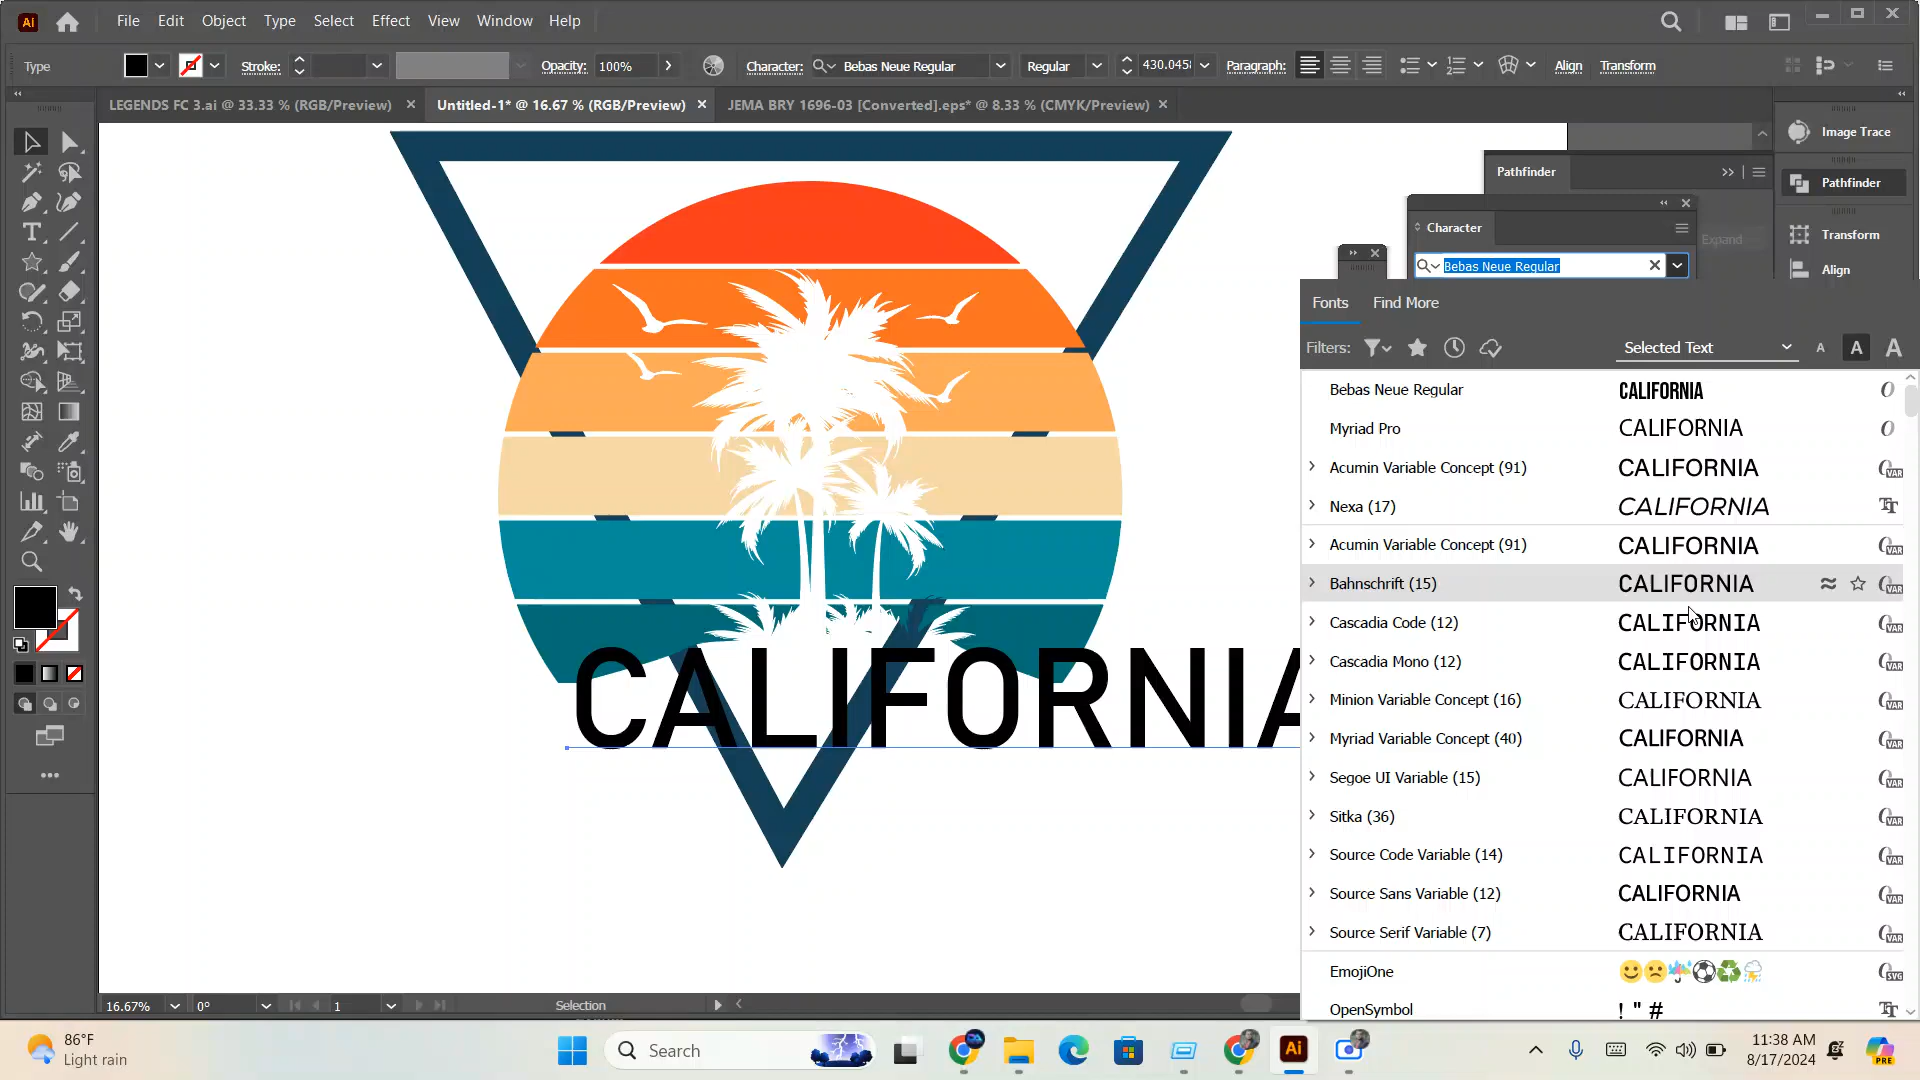 Ai
File Edit Object Type Select Effect View Window Help
Type Stroke: Opacity: 100% Character: Bebas Neue Regular Regular 430.045 Paragraph: Align Transform
LEGENDS FC 3.ai @ 33.33 % (RGB/Preview) Untitled-1* @ 16.67 % (RGB/Preview) JEMA BRY 1696-03 [Converted].eps* @ 8.33 % (CMYK/Preview)
Image Trace
Pathfinder
Pathfinder
Character
Transform
Expand
Bebas Neue Regular
Align
Fonts Find More
Filters: Selected Text A A A
Bebas Neue Regular CALIFORNIA
Myriad Pro CALIFORNIA
Acumin Variable Concept (91) CALIFORNIA
Nexa (17) CALIFORNIA
Acumin Variable Concept (91) CALIFORNIA
Bahnschrift (15) CALIFORNIA
Cascadia Code (12) CALIFORNIA
Cascadia Mono (12) CALIFORNIA
Minion Variable Concept (16) CALIFORNIA
Myriad Variable Concept (40) CALIFORNIA
Segoe UI Variable (15) CALIFORNIA
Sitka (36) CALIFORNIA
Source Code Variable (14) CALIFORNIA
Source Sans Variable (12) CALIFORNIA
Source Serif Variable (7) CALIFORNIA
EmojiOne
OpenSymbol ! " #
CALIFORNIA
16.67% 0° 1 Selection
86°F
Light rain
Search
Ai
11:38 AM
8/17/2024
PRE